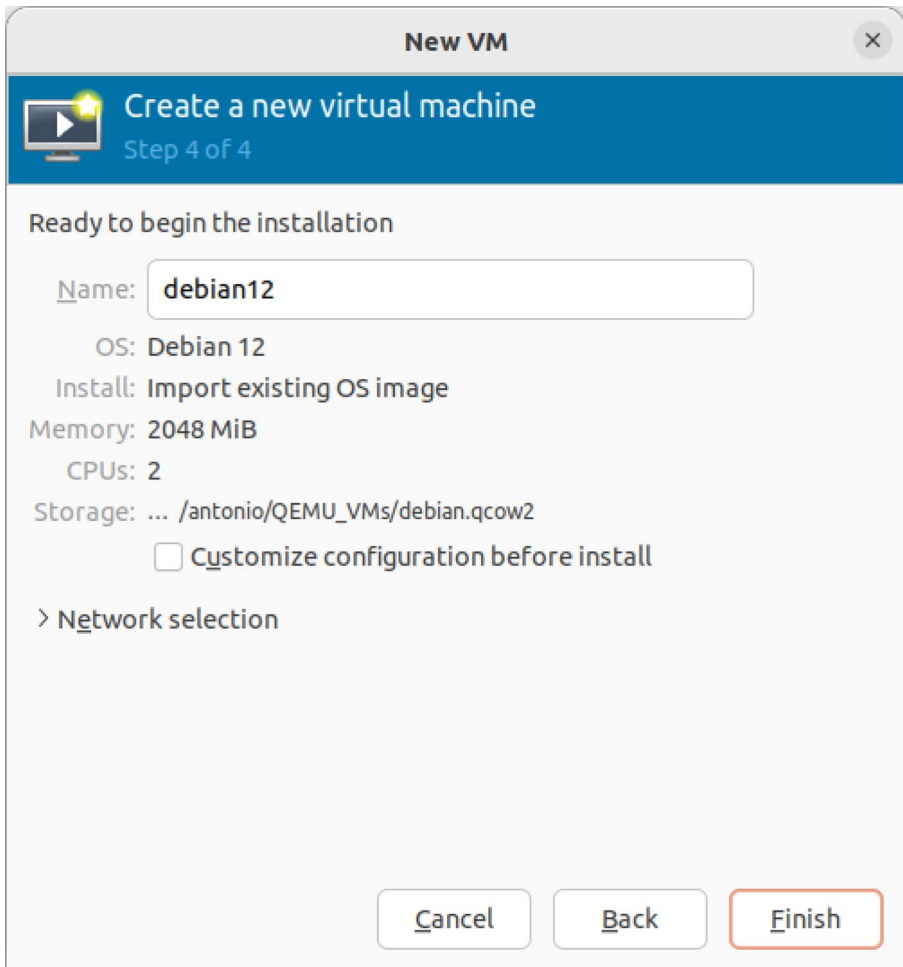 New VM
Create a new virtual machine
Step 4 of 4
Ready to begin the installation
Name: debian12
OS: Debian 12
Install: Import existing OS image
Memory: 2048 MiB
CPUs: 2
Storage: ... /antonio/QEMU_VMs/debian.qcow2
Customize configuration before install
Network selection
Cancel Back Finish